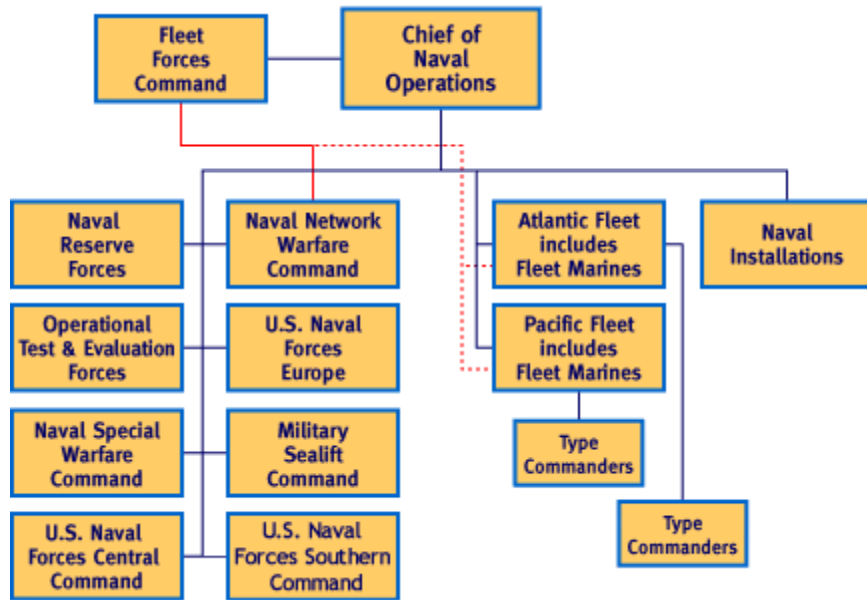 Fleet
Forces
Command
Chief of
Naval
Operations
Naval
Reserve
Forces
Naval Network
Warfare
Command
Atlantic Fleet
includes
Fleet Marines
Naval
Installations
Operational
Test & Evaluation
Forces
U.S. Naval
Forces
Europe
Pacific Fleet
includes
Fleet Marines
Naval Special
Warfare
Command
Military
Sealift
Command
Type
Commanders
U.S. Naval
Forces Central
Command
U.S. Naval
Forces Southern
Command
Type
Commanders